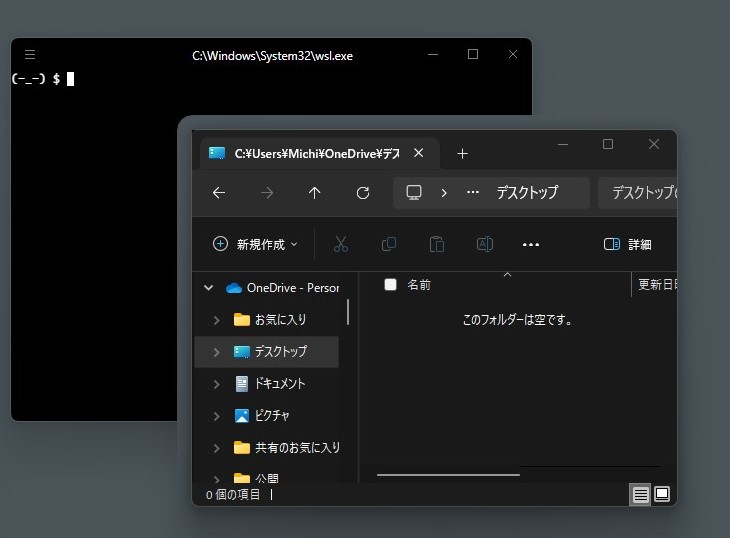 C:\Windows\System32\wsl.exe
(-_-) $
C:¥Users¥Michi¥OneDrive¥デス
デスクトップ
デスクトップの
新規作成
詳細
OneDrive - Person
お気に入り
デスクトップ
ドキュメント
ピクチャ
共有のお気に入り
公開
名前
更新日時
このフォルダーは空です。
0 個の項目